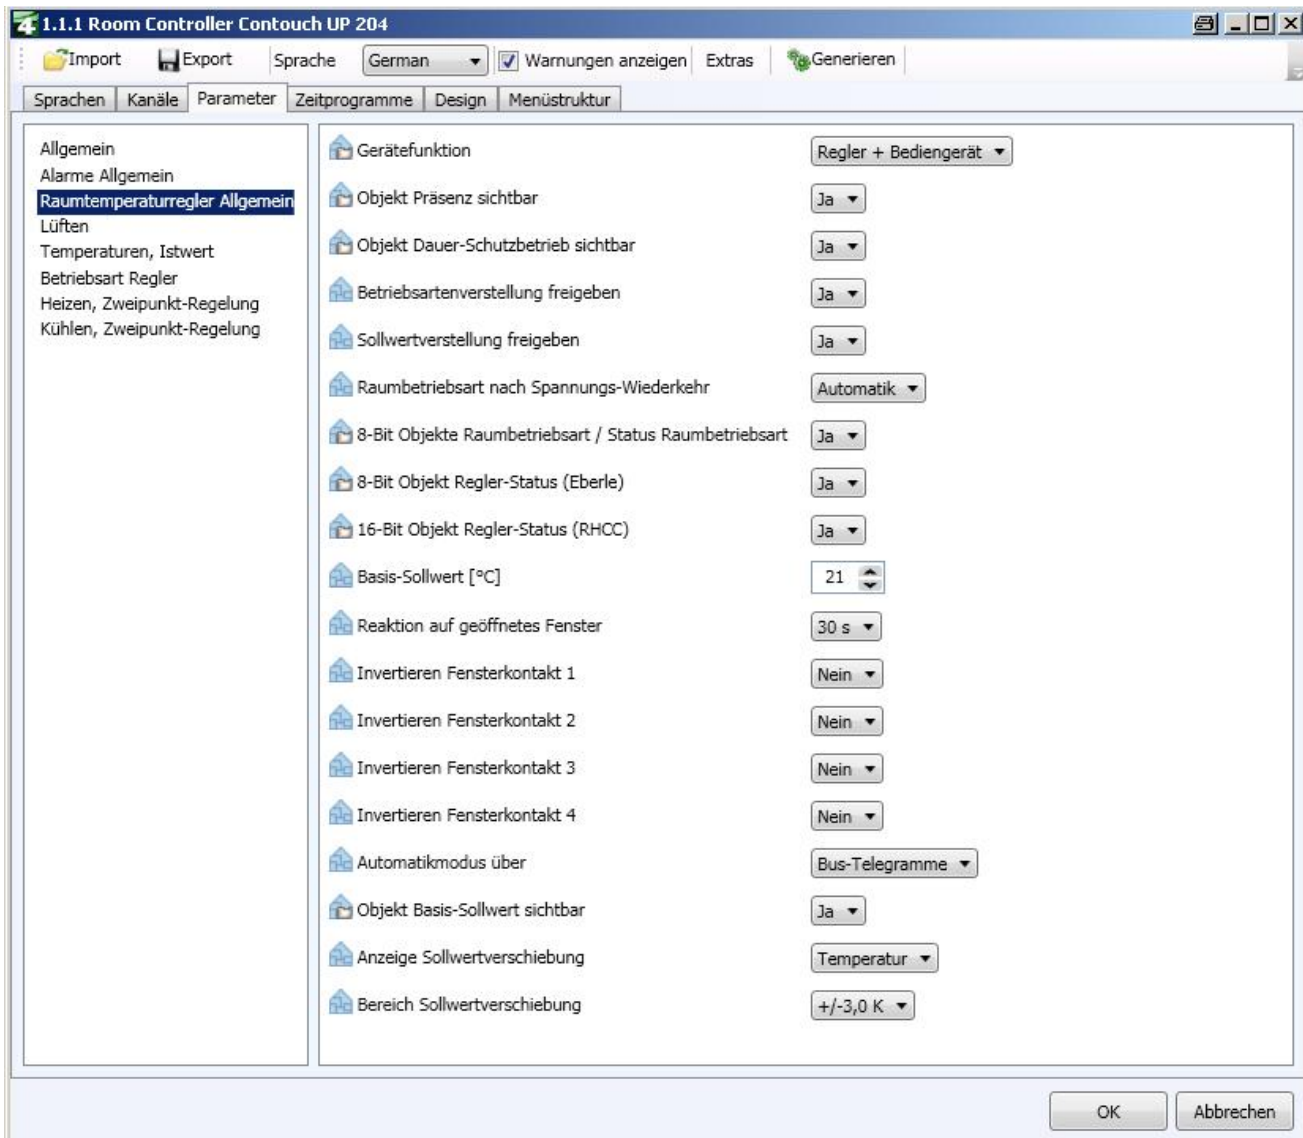 1.1.1 Room Controller Contouch UP 204
Import Export Sprache German Warnungen anzeigen Extras Generieren
Sprachen Kanäle Parameter Zeitprogramme Design Menüstruktur
Allgemein
Alarme Allgemein
Raumtemperaturregler Allgemein
Lüften
Temperaturen, Istwert
Betriebsart Regler
Heizen, Zweipunkt-Regelung
Kühlen, Zweipunkt-Regelung
Gerätefunktion Regler + Bediengerät
Objekt Präsenz sichtbar Ja
Objekt Dauer-Schutzbetrieb sichtbar Ja
Betriebsartenverstellung freigeben Ja
Sollwertverstellung freigeben Ja
Raumbetriebsart nach Spannungs-Wiederkehr Automatik
8-Bit Objekte Raumbetriebsart / Status Raumbetriebsart Ja
8-Bit Objekt Regler-Status (Eberle) Ja
16-Bit Objekt Regler-Status (RHCC) Ja
Basis-Sollwert [°C] 21
Reaktion auf geöffnetes Fenster 30 s
Invertieren Fensterkontakt 1 Nein
Invertieren Fensterkontakt 2 Nein
Invertieren Fensterkontakt 3 Nein
Invertieren Fensterkontakt 4 Nein
Automatikmodus über Bus-Telegramme
Objekt Basis-Sollwert sichtbar Ja
Anzeige Sollwertverschiebung Temperatur
Bereich Sollwertverschiebung +/-3,0 K
OK Abbrechen